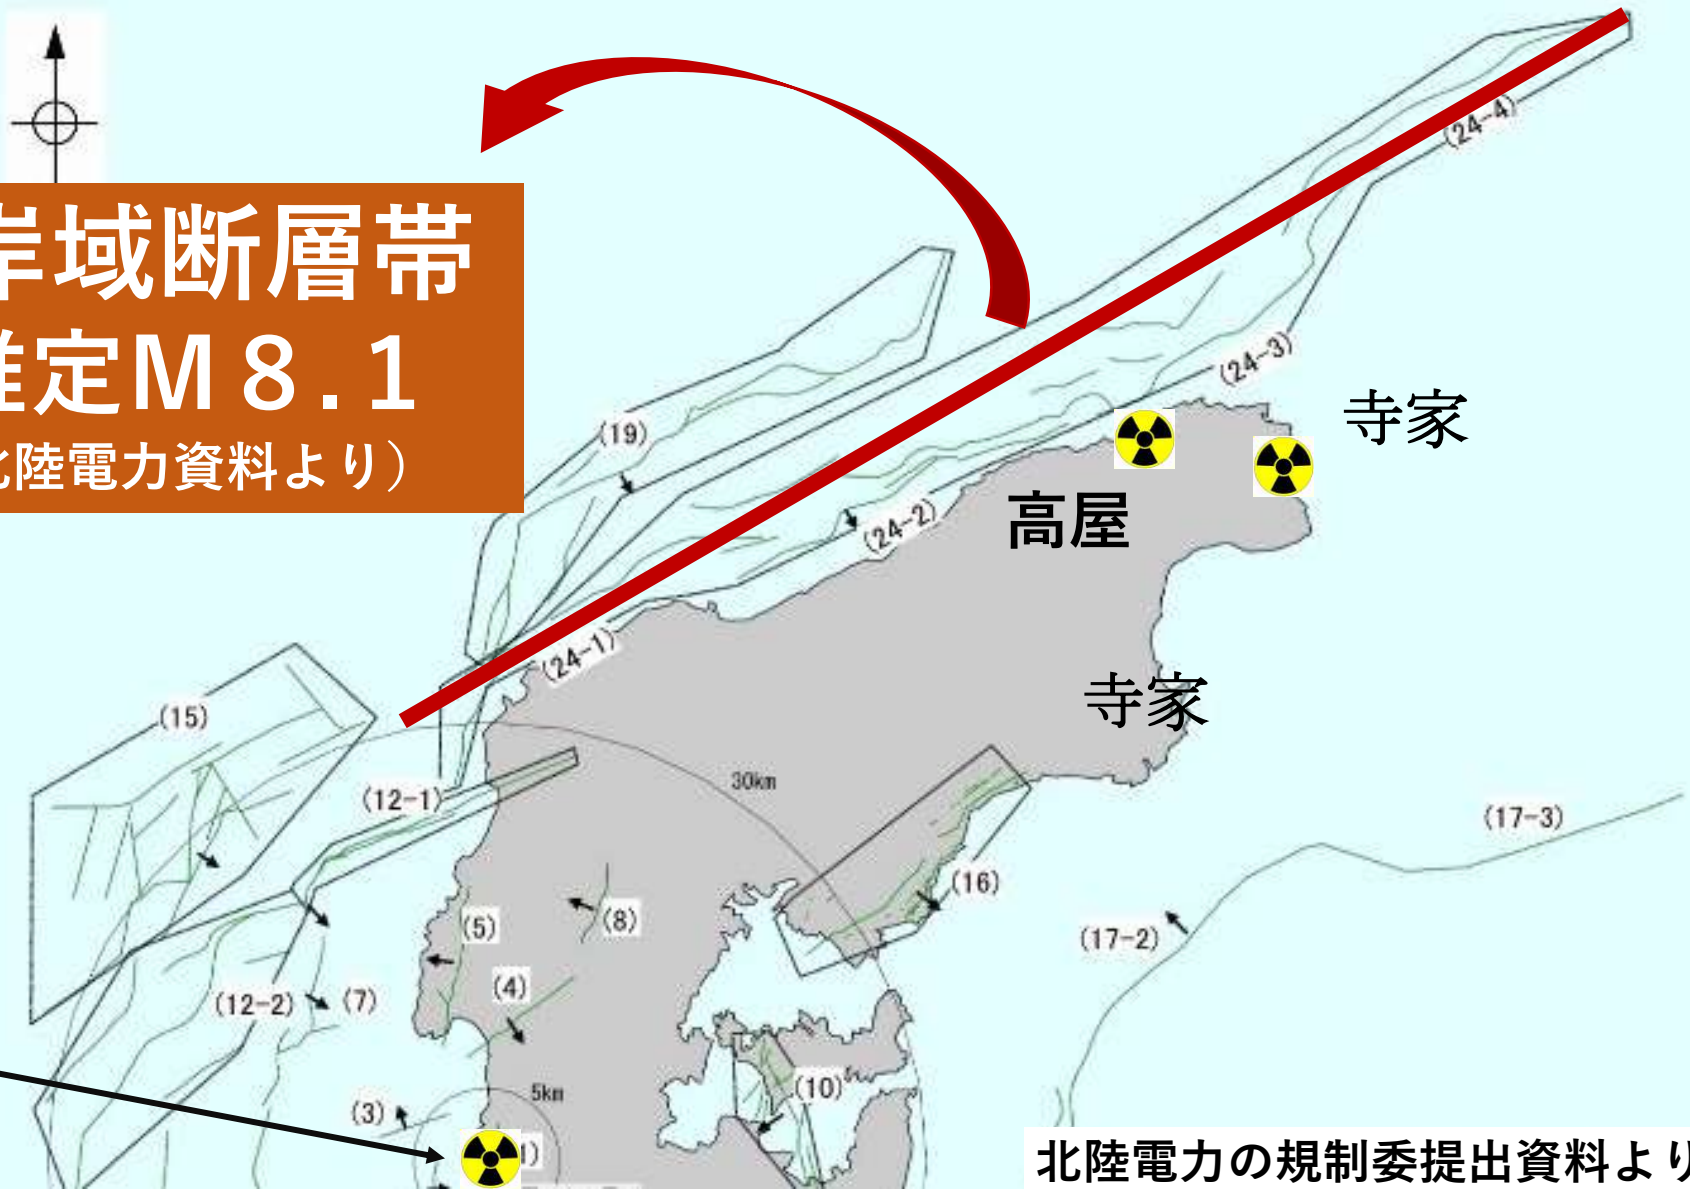 岸域断層帯
推定M８.1
北陸電力資料より）
(24-4)
(24-3)
寺家
(19)
高屋
(24-2)
(24-1)
寺家
(15)
30km
(12-1)
(17-3)
(16)
(5)
(8)
(17-2)
(4)
(12-2)
(7)
(10)
5km
(3)
1)
北陸電力の規制委提出資料より